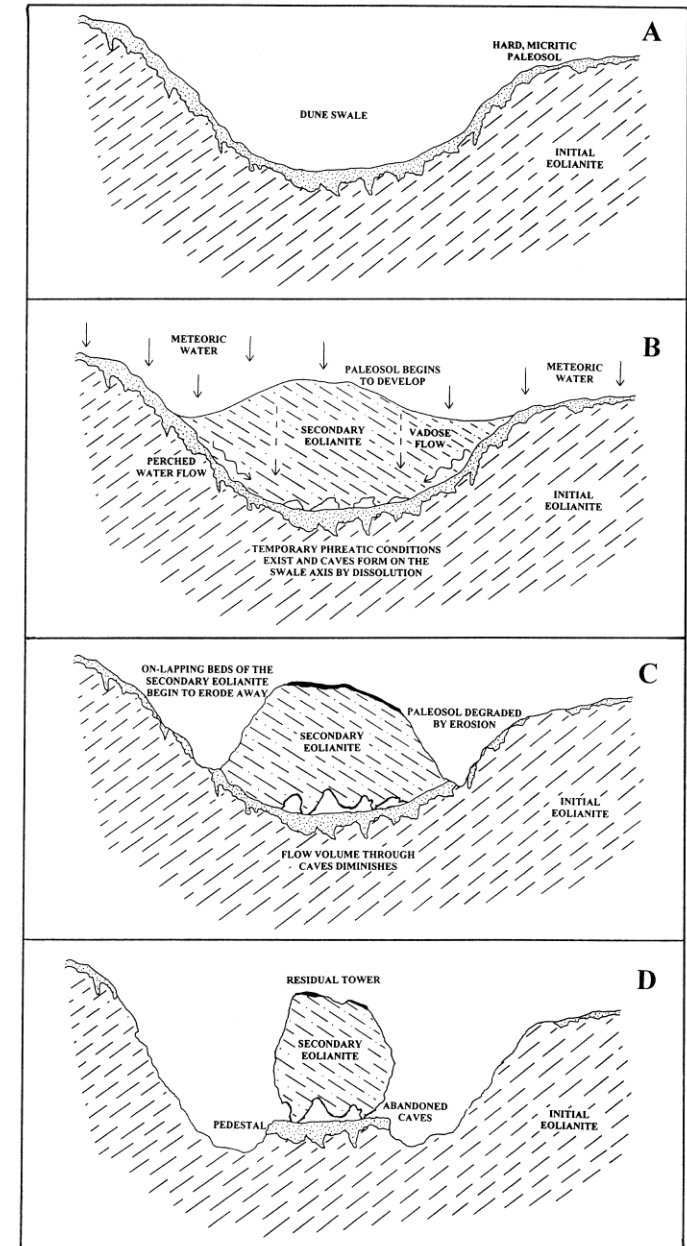 A
HARD, MICRITIC
PALEOSOL
DUNE SWALE
INITIAL
EOLIANITE
B
METEORIC
WATER
PALEOSOL BEGINS
TO DEVELOP
METEORIC
WATER
SECONDARY
EOLIANITE
VADOSE
FLOW
PERCHED
WATER FLOW
INITIAL
EOLIANITE
TEMPORARY PHREATIC CONDITIONS
EXIST AND CAVES FORM ON THE
SWALE AXIS BY DISSOLUTION
C
ON-LAPPING BEDS OF THE
SECONDARY EOLIANITE
BEGIN TO ERODE AWAY
PALEOSOL DEGRADED
BY EROSION
SECONDARY
EOLIANITE
INITIAL
EOLIANITE
FLOW VOLUME THROUGH
CAVES DIMINISHES
D
RESIDUAL TOWER
SECONDARY
EOLIANITE
ABANDONED
CAVES
PEDESTAL
INITIAL
EOLIANITE